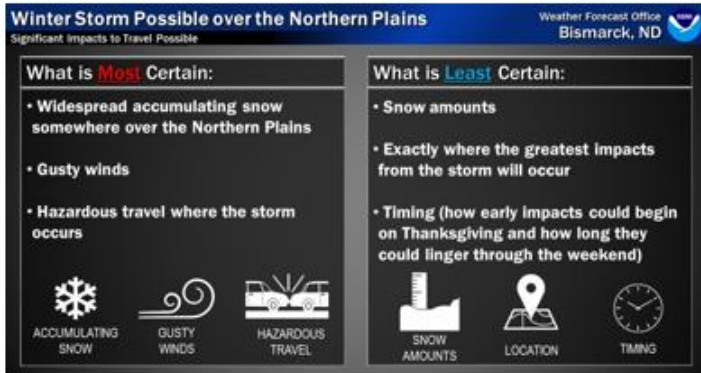 Winter Storm Possible over the Northern Plains
Significant Impacts to Travel Possible
Weather Forecast Office
Bismarck, ND
What is Most Certain:
• Widespread accumulating snow
somewhere over the Northern Plains
• Gusty winds
• Hazardous travel where the storm
occurs
ACCUMULATING
SNOW
GUSTY
WINDS
HAZARDOUS
TRAVEL
What is Least Certain:
• Snow amounts
• Exactly where the greatest impacts
from the storm will occur
• Timing (how early impacts could begin
on Thanksgiving and how long they
could linger through the weekend)
SNOW
AMOUNTS
LOCATION
TIMING